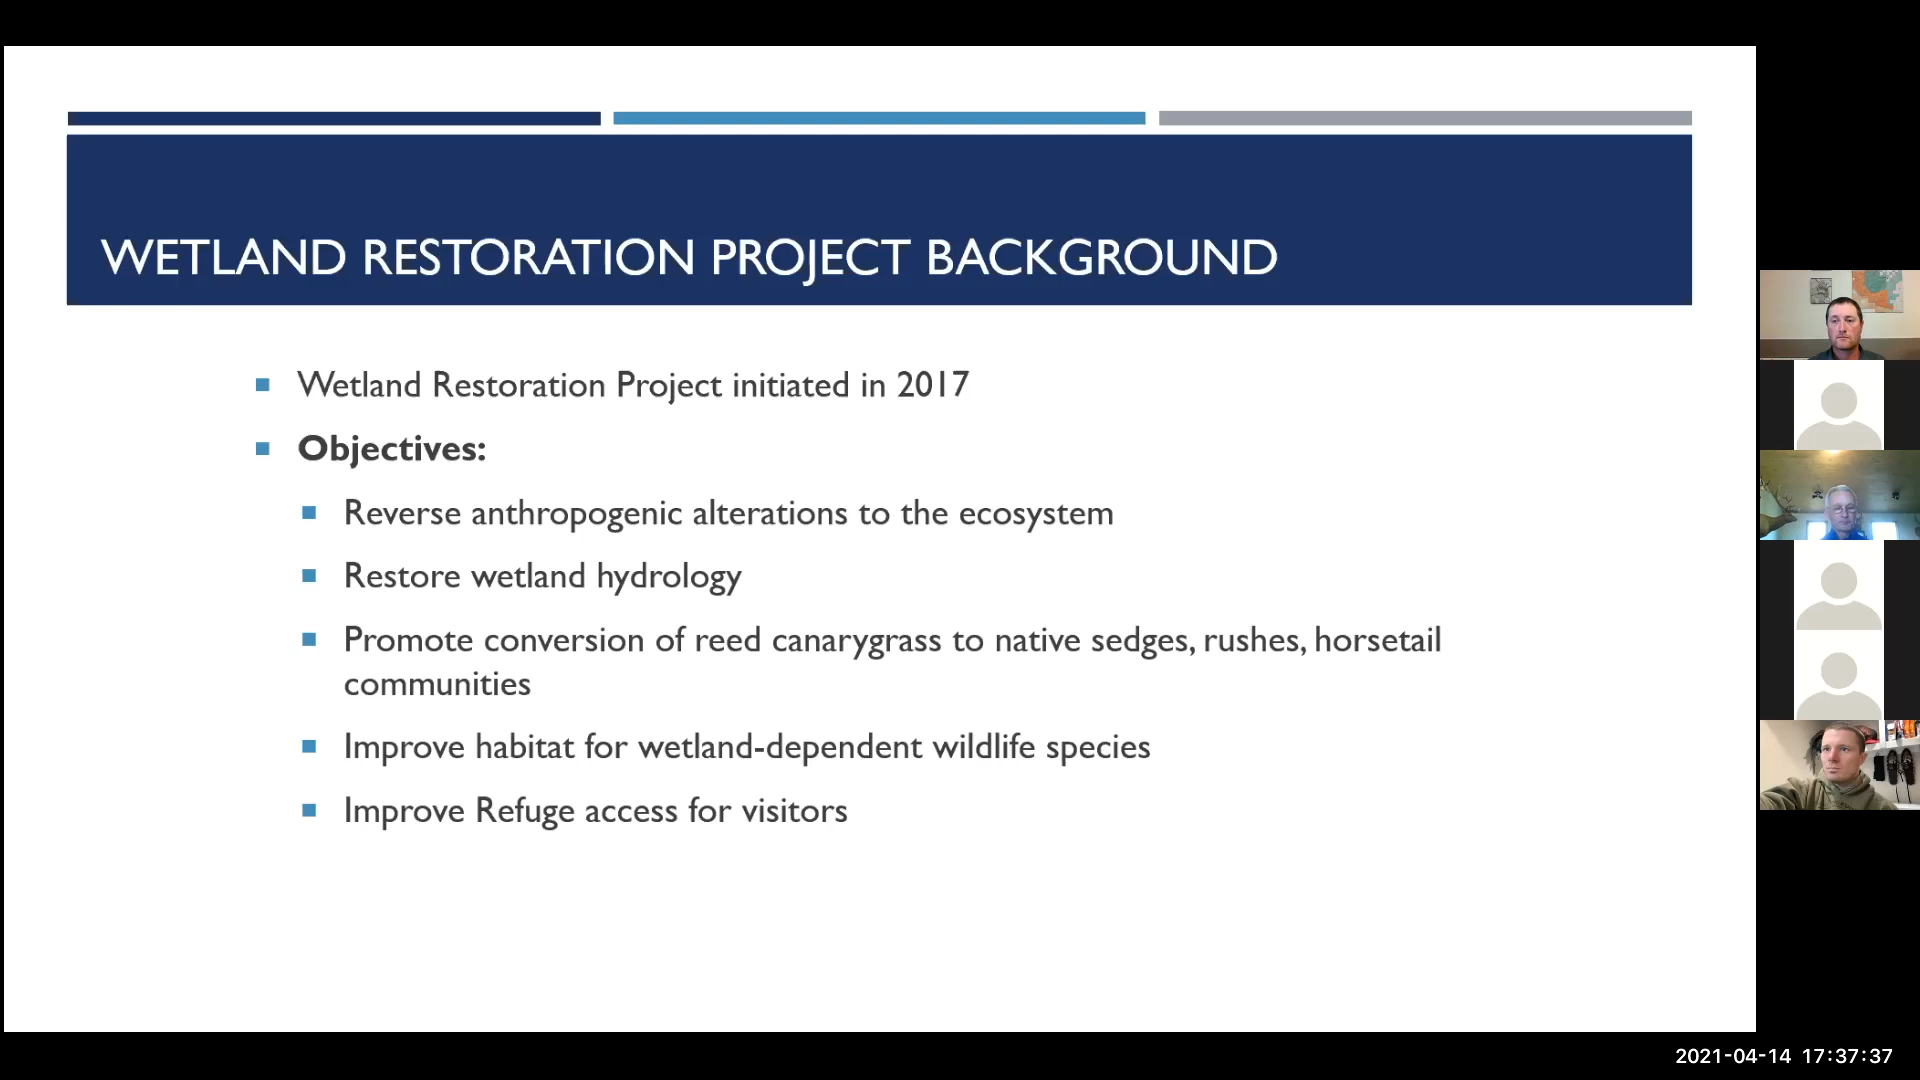 WETLAND RESTORATION PROJECT BACKGROUND
Wetland Restoration Project initiated in 2017
Objectives:
Reverse anthropogenic alterations to the ecosystem
Restore wetland hydrology
Promote conversion of reed canarygrass to native sedges, rushes, horsetail
communities
Improve habitat for wetland-dependent wildlife species
Improve Refuge access for visitors
2021-04-14 17:37:37